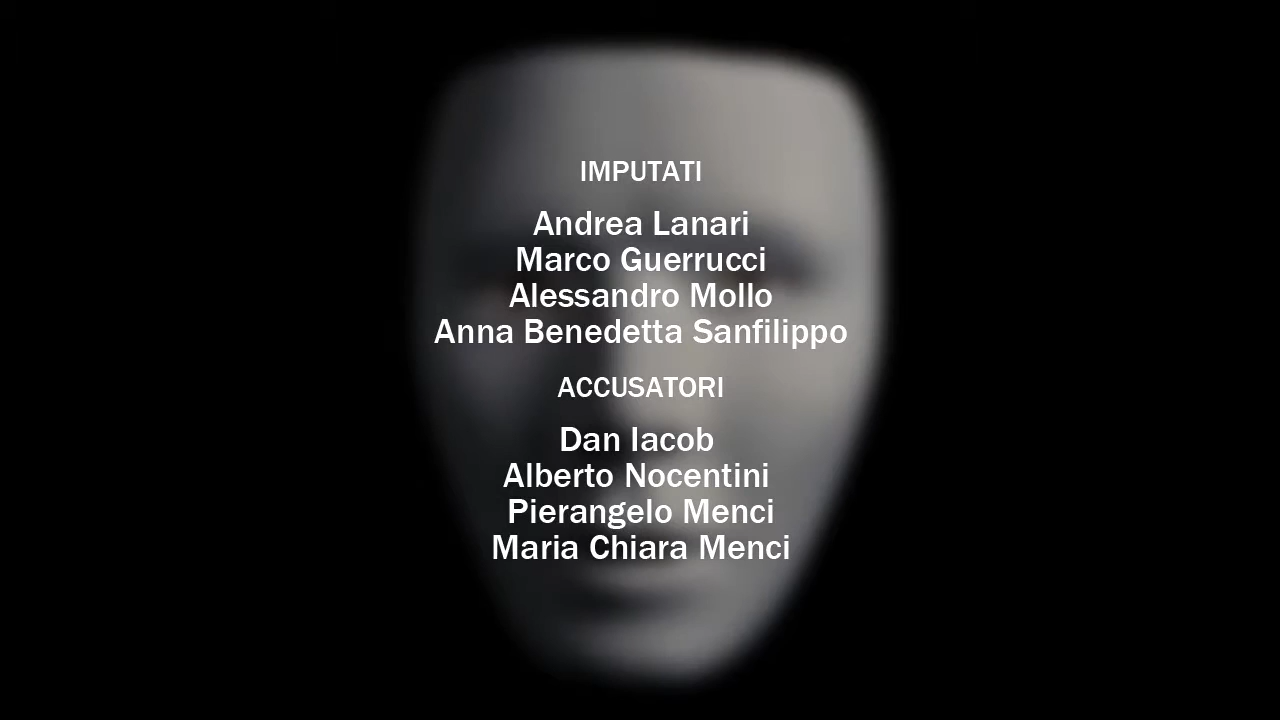 IMPUTATI
Andrea Lanari
Marco Guerrucci
Alessandro Mollo
Anna Benedetta Sanfilippo
ACCUSATORI
Dan Iacob
Alberto Nocentini
Pierangelo Menci
Maria Chiara Menci